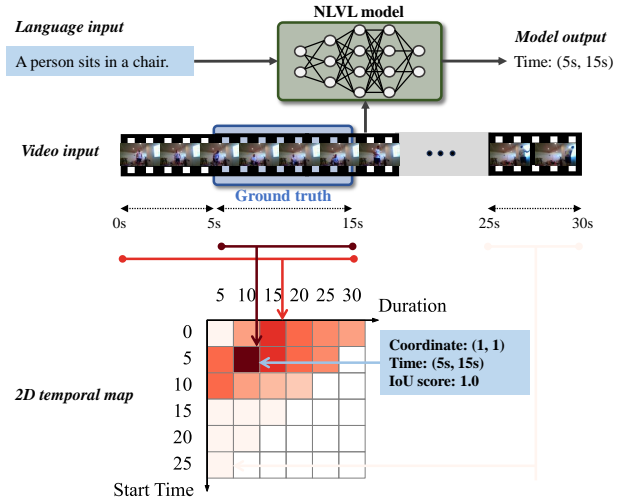 Language input
NLVL model
Model output
A person sits in a chair.
Time: (5s, 15s)
Video input
Ground truth
0s
5s
15s
25s
30s
5 10 15 20 25 30
Duration
0
5
10
15
20
25
Coordinate: (1, 1)
Time: (5s, 15s)
IoU score: 1.0
2D temporal map
Start Time